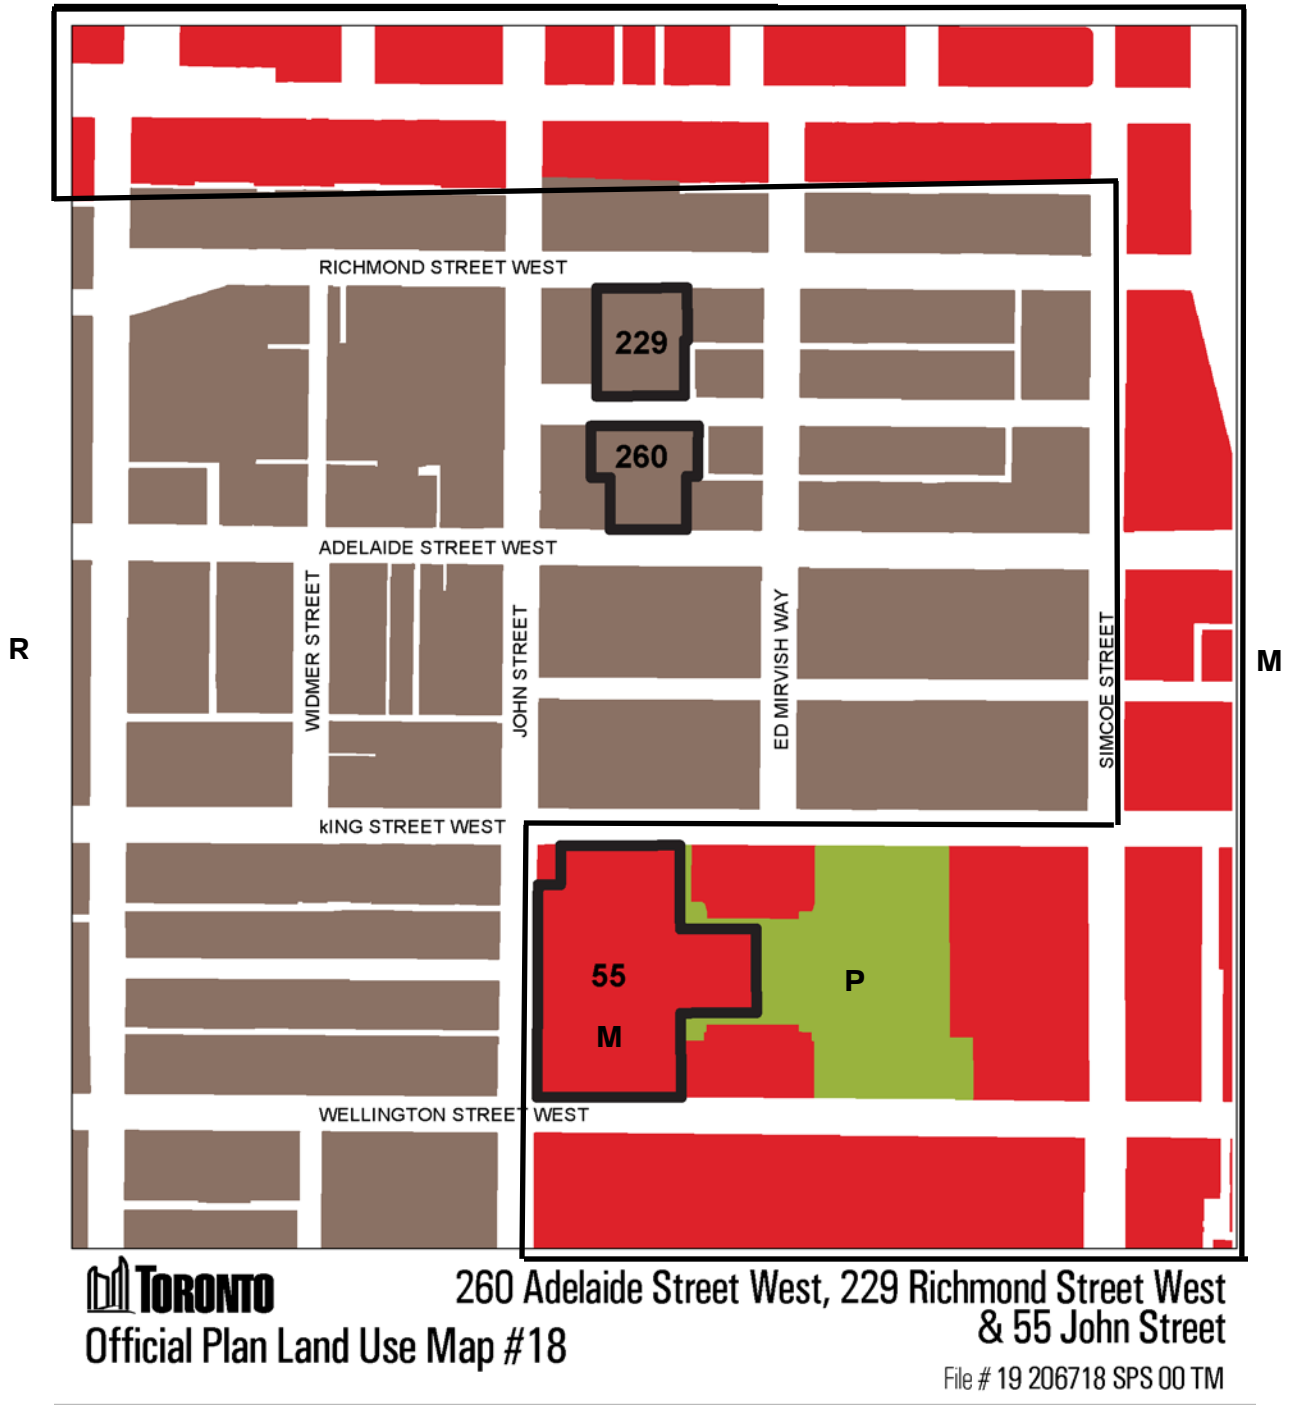 RICHMOND STREET WEST
229
260
ADELAIDE STREET WEST
WIDMER STREET
JOHN STREET
ED MIRVISH WAY
SIMCOE STREET
R
M
kING STREET WEST
55
P
M
WELLINGTON STREET WEST
TORONTO
260 Adelaide Street West, 229 Richmond Street West
& 55 John Street
Official Plan Land Use Map #18
File # 19 206718 SPS 00 TM